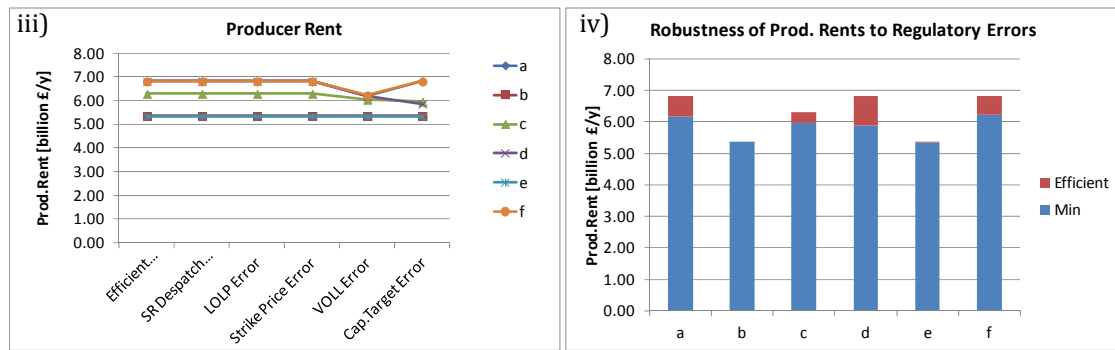 iii)
Producer Rent
Prod.Rent [billion £/y]
8.00
7.00
6.00
5.00
4.00
3.00
2.00
1.00
0.00
Efficient...
SR Despatch...
LOLP Error
Strike Price Error
VOLL Error
Cap.Target Error
a
b
c
d
e
f
iv)
Robustness of Prod. Rents to Regulatory Errors
Prod.Rent [billion £/y]
8.00
7.00
6.00
5.00
4.00
3.00
2.00
1.00
0.00
a b c d e f
Efficient
Min